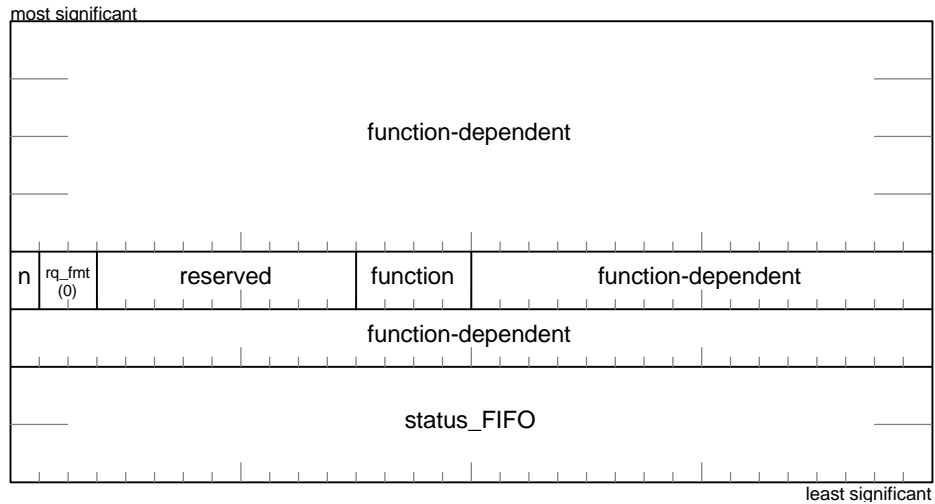 most significant
function-dependent
n rq_fmt (0) reserved function function-dependent
function-dependent
status_FIFO
least significant